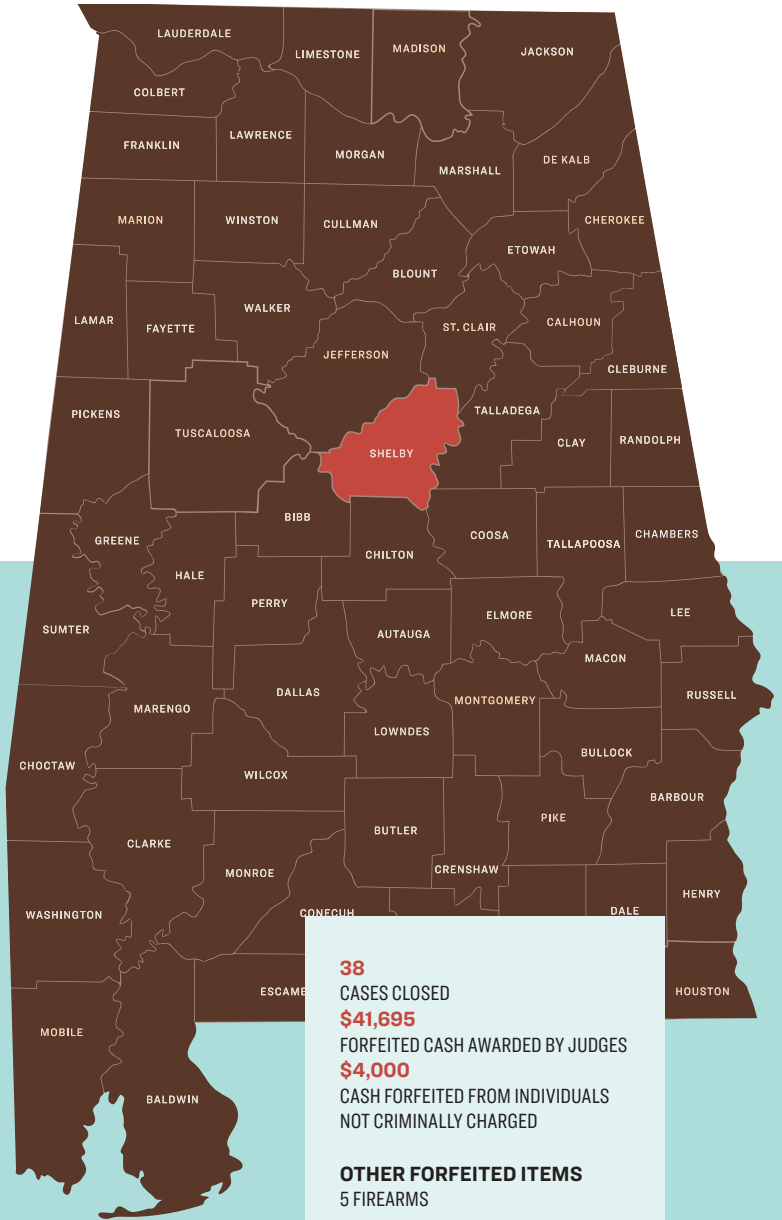 LAUDERDALE
LIMESTONE
MADISON
JACKSON
COLBERT
FRANKLIN
LAWRENCE
MORGAN
MARSHALL
DE KALB
MARION
WINSTON
CULLMAN
CHEROKEE
ETOWAH
BLOUNT
LAMAR
FAYETTE
WALKER
ST. CLAIR
CALHOUN
JEFFERSON
CLEBURNE
PICKENS
TUSCALOOSA
TALLADEGA
SHELBY
CLAY
RANDOLPH
BIBB
GREENE
COOSA
TALLAPOOSA
CHAMBERS
HALE
CHILTON
PERRY
SUMTER
AUTAUGA
ELMORE
LEE
MACON
DALLAS
MONTGOMERY
RUSSELL
MARENGO
LOWNDES
BULLOCK
CHOCTAW
WILCOX
BARBOUR
CLARKE
BUTLER
PIKE
MONROE
CRENSHAW
HENRY
WASHINGTON
CONECUH
DALE
ESCAMB
HOUSTON
MOBILE
BALDWIN
38
CASES CLOSED
$41,695
FORFEITED CASH AWARDED BY JUDGES
$4,000
CASH FORFEITED FROM INDIVIDUALS
NOT CRIMINALLY CHARGED
OTHER FORFEITED ITEMS
5 FIREARMS